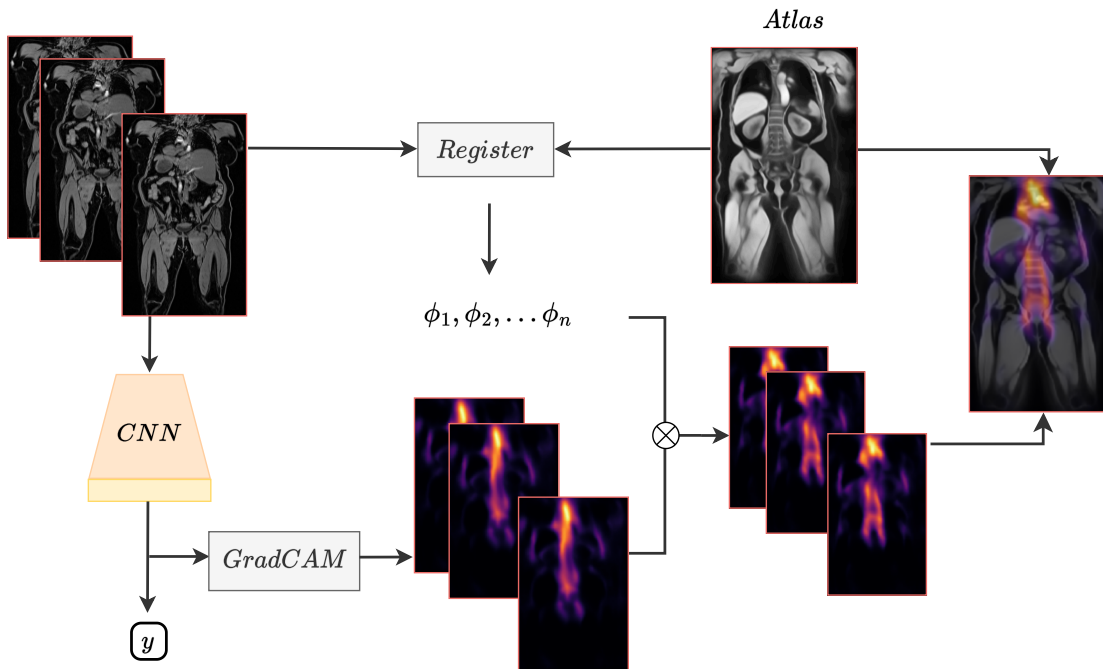 Atlas
Register
ϕ₁, ϕ₂, … ϕₙ
CNN
GradCAM
y